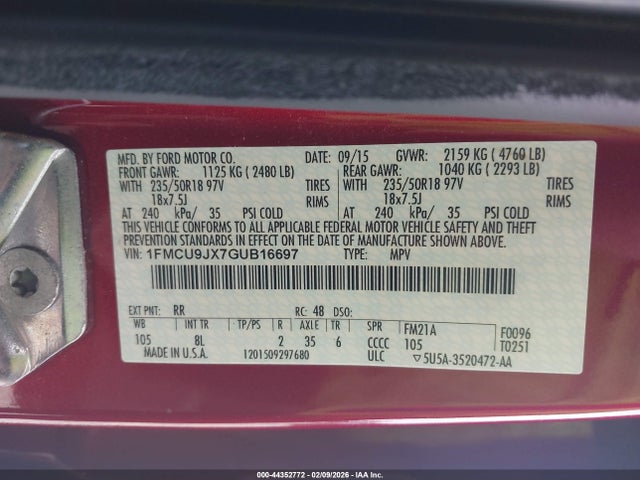 MFD. BY FORD MOTOR CO. DATE: 09/15 GVWR: 2159 KG ( 4760 LB)
FRONT GAWR: 1125 KG ( 2480 LB) REAR GAWR: 1040 KG ( 2293 LB)
WITH 235/50R18 97V TIRES WITH 235/50R18 97V TIRES
18x7.5J RIMS 18x7.5J RIMS
AT 240 kPa/ 35 PSI COLD AT 240 kPa/ 35 PSI COLD
THIS VEHICLE CONFORMS TO ALL APPLICABLE FEDERAL MOTOR VEHICLE SAFETY AND BUMPER
STANDARDS AND THEFT PREVENTION STANDARD IN EFFECT ON THE DATE OF MANUFACTURE SHOWN ABOVE.
VIN: 1FMCU9JX7GUB16697 TYPE: MPV
EXT PNT: RR RC: 48 DSO:
WB INT TR TP/PS R AXLE TR SPR FM21A F0096
105 8L 2 35 6 CCCC 105 T0251
MADE IN U.S.A. 1201509297680 ULC 5U5A-3520472-AA
000-44352772 - 02/09/2026 - IAA Inc.